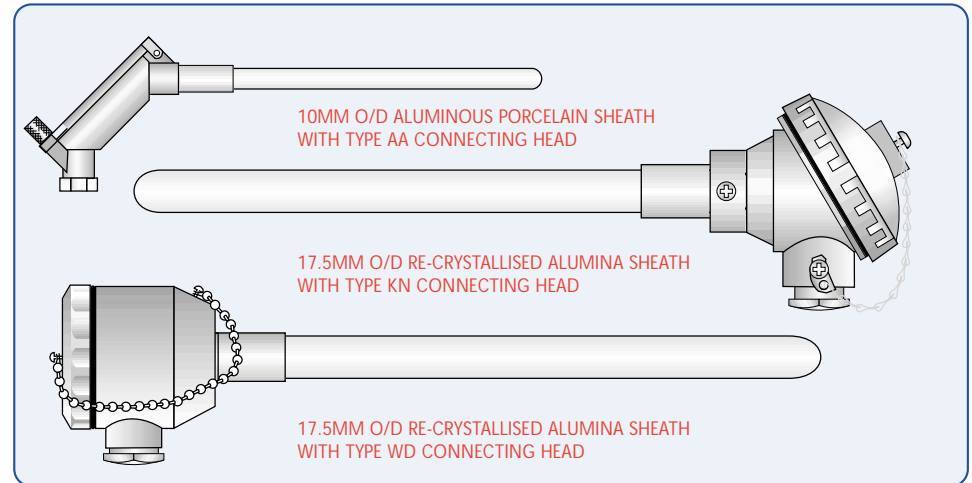 10MM O/D ALUMINOUS PORCELAIN SHEATH
WITH TYPE AA CONNECTING HEAD
17.5MM O/D RE-CRYSTALLISED ALUMINA SHEATH
WITH TYPE KN CONNECTING HEAD
17.5MM O/D RE-CRYSTALLISED ALUMINA SHEATH
WITH TYPE WD CONNECTING HEAD